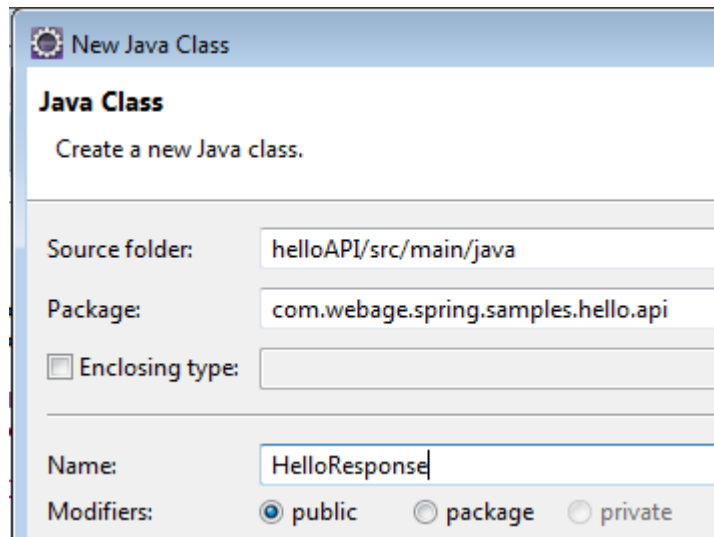 New Java Class
Java Class
Create a new Java class.
Source folder: helloAPI/src/main/java
Package: com.webage.spring.samples.hello.api
Enclosing type:
Name: HelloResponse
Modifiers: public package private